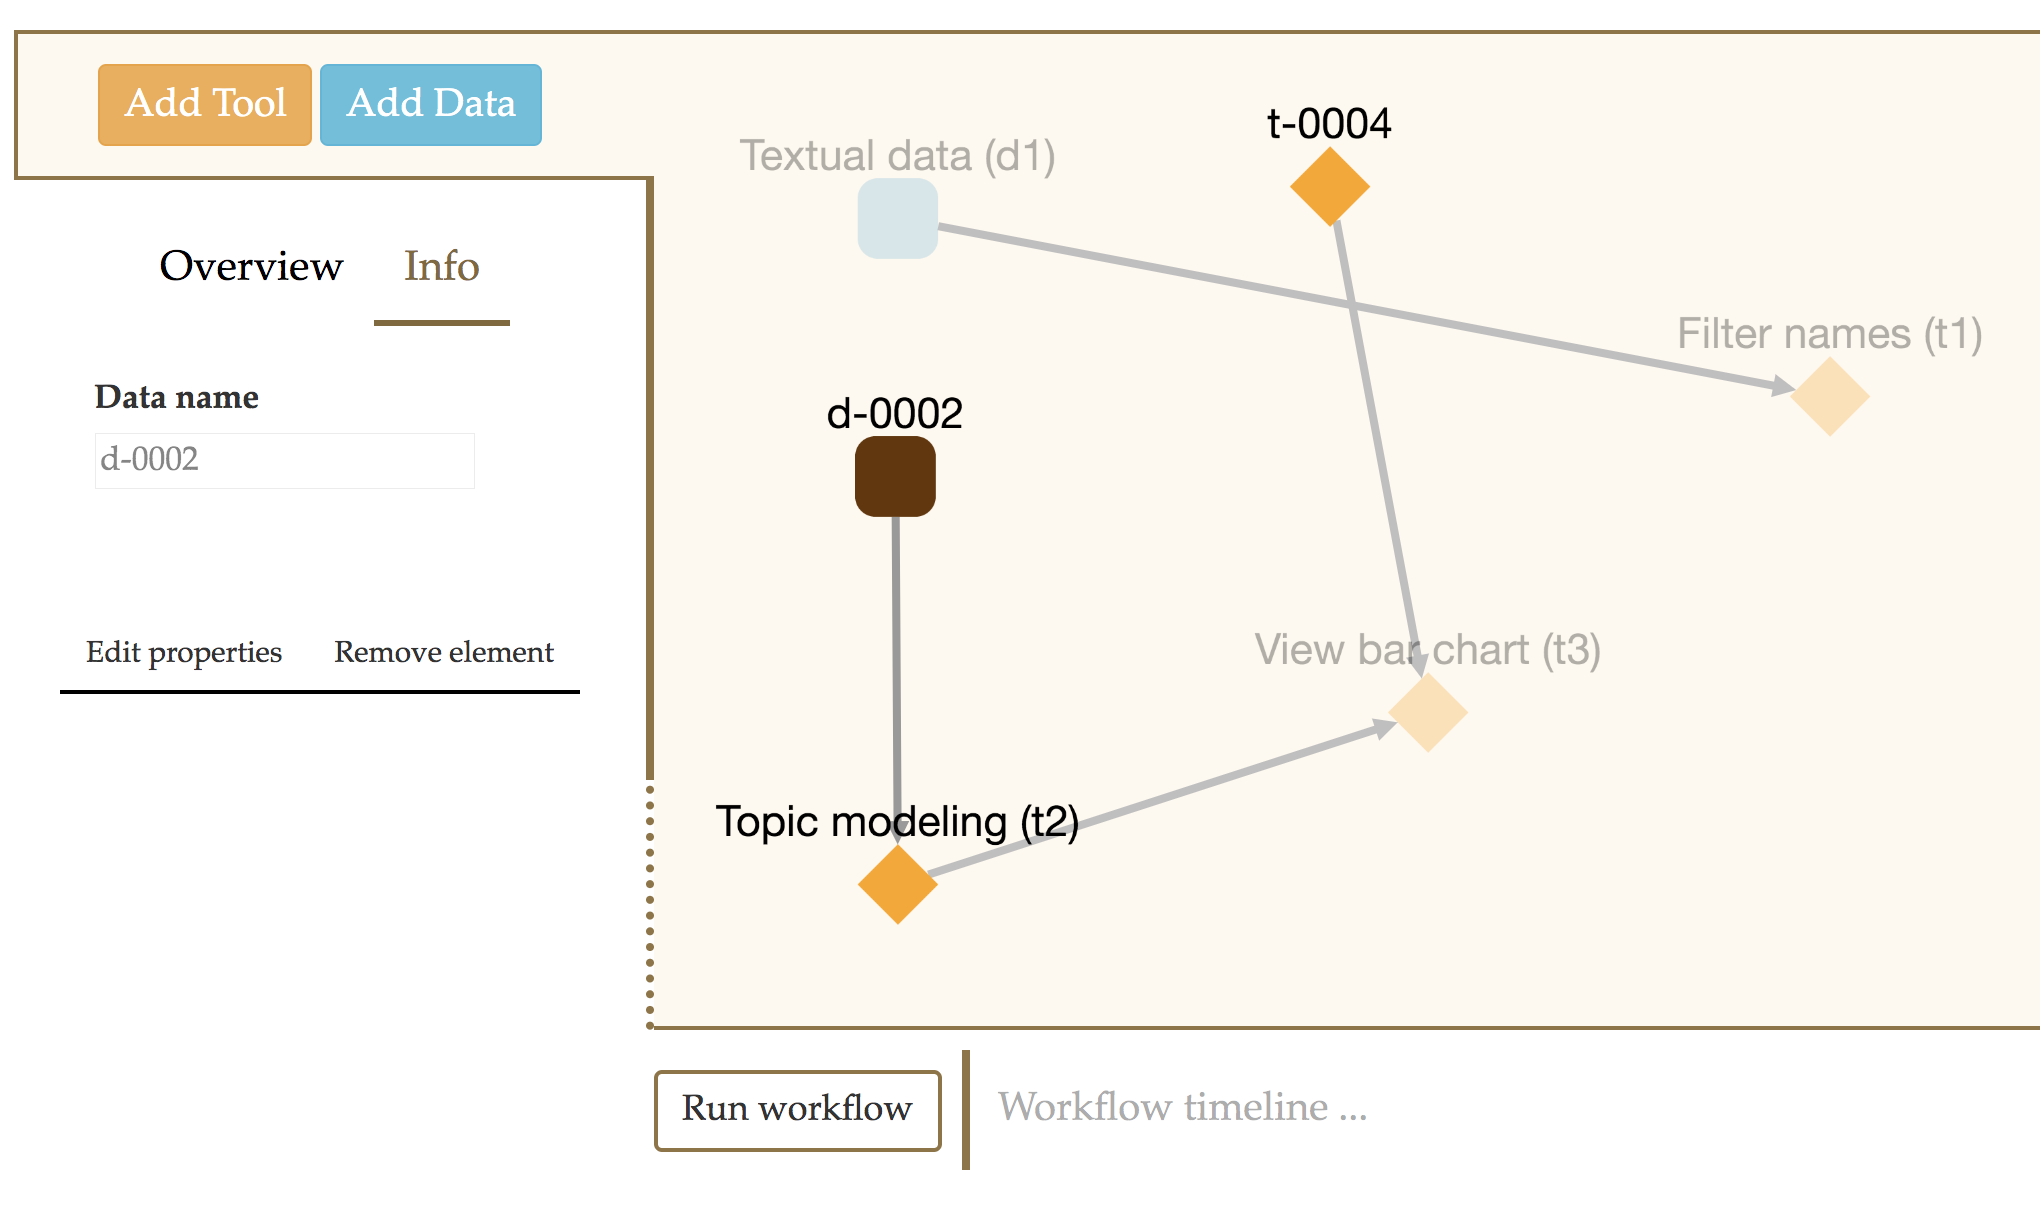 Add Tool
Add Data
Overview
Info
Data name
d-0002
Edit properties
Remove element
t-0004
Textual data (d1)
Filter names (t1)
d-0002
View bar chart (t3)
Topic modeling (t2)
Run workflow
Workflow timeline ...